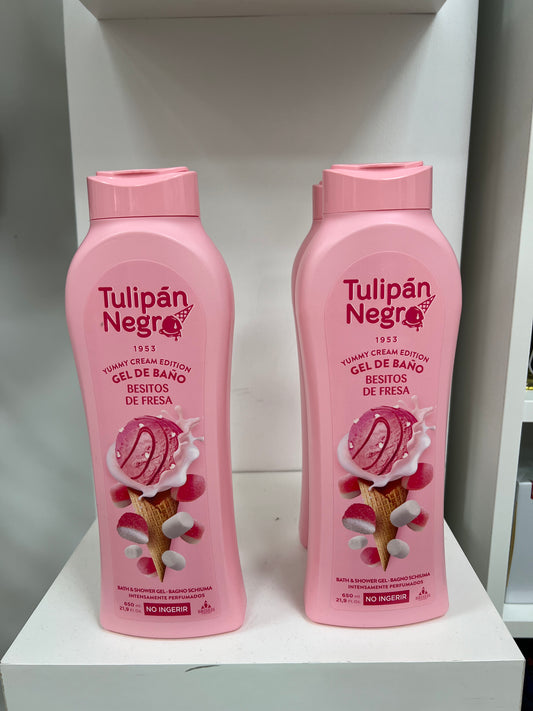 Tulipán
Negro
1953
YUMMY CREAM EDITION
GEL DE BAÑO
BESITOS
DE FRESA
BATH & SHOWER GEL - BAGNO SCHIUMA
INTENSAMENTE PERFUMADOS
650 ml
21,9 Fl. Oz.
NO INGERIR
Tulipán
Negro
1953
YUMMY CREAM EDITION
GEL DE BAÑO
BESITOS
DE FRESA
BATH & SHOWER GEL - BAGNO SCHIUMA
INTENSAMENTE PERFUMADOS
650 ml
21,9 Fl. Oz.
NO INGERIR